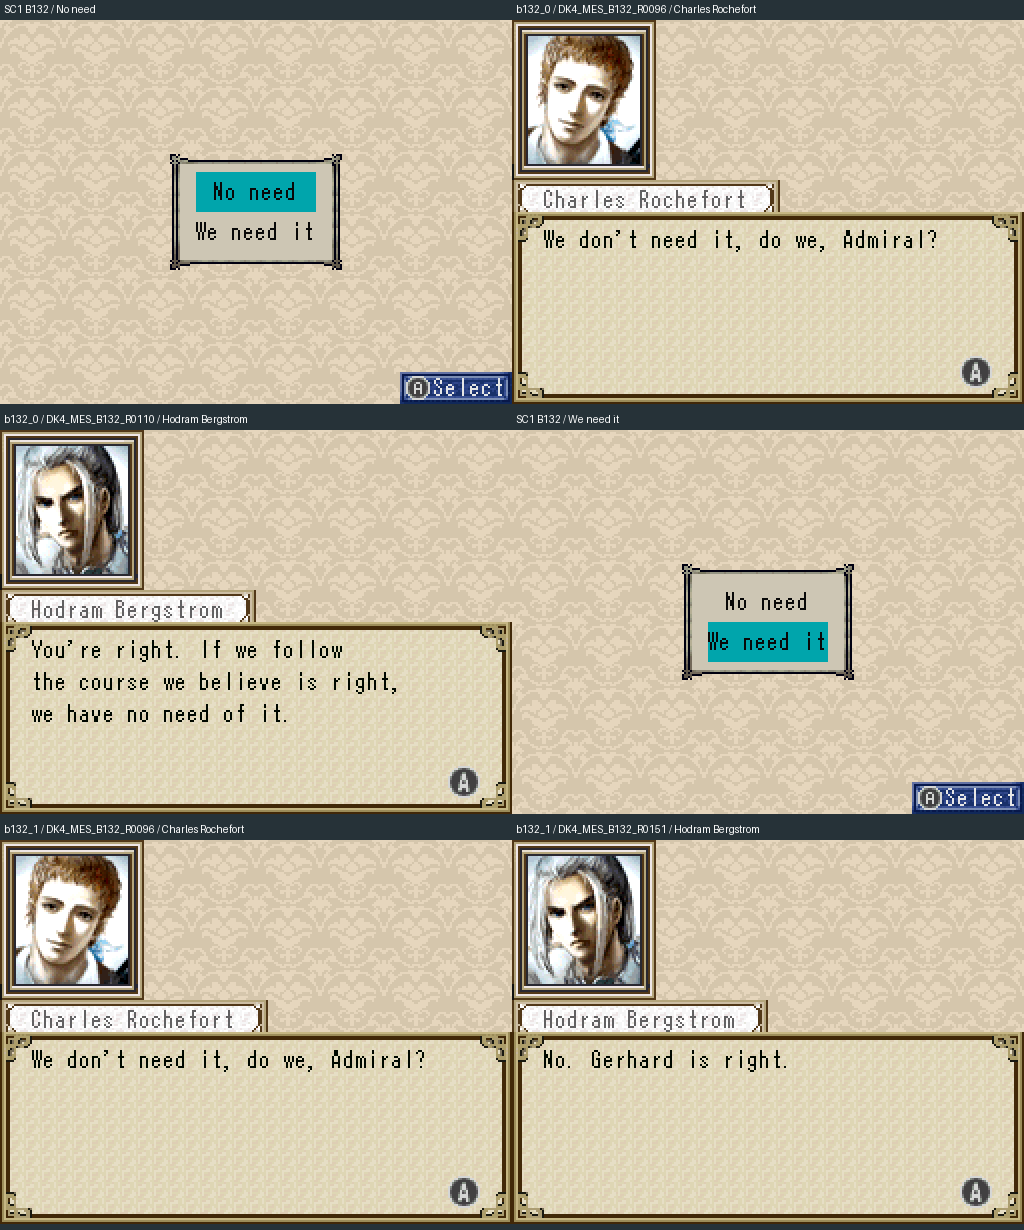 SC1 B132 / No need
No need
We need it
A Select
b132_0 / DK4_MES_B132_R0096 / Charles Rochefort
Charles Rochefort
We don't need it, do we, Admiral?
A
b132_0 / DK4_MES_B132_R0110 / Hodram Bergstrom
Hodram Bergstrom
You're right. If we follow
the course we believe is right,
we have no need of it.
A
SC1 B132 / We need it
No need
We need it
A Select
b132_1 / DK4_MES_B132_R0096 / Charles Rochefort
Charles Rochefort
We don't need it, do we, Admiral?
A
b132_1 / DK4_MES_B132_R0151 / Hodram Bergstrom
Hodram Bergstrom
No. Gerhard is right.
A